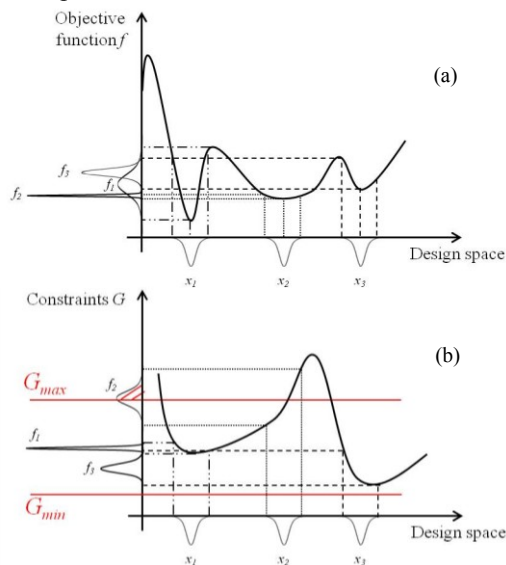 Objective
function f
(a)
f3
f1
f2
Design space
x1
x2
x3
Constraints G
(b)
f2
Gmax
f1
f3
Gmin
Design space
x1
x2
x3